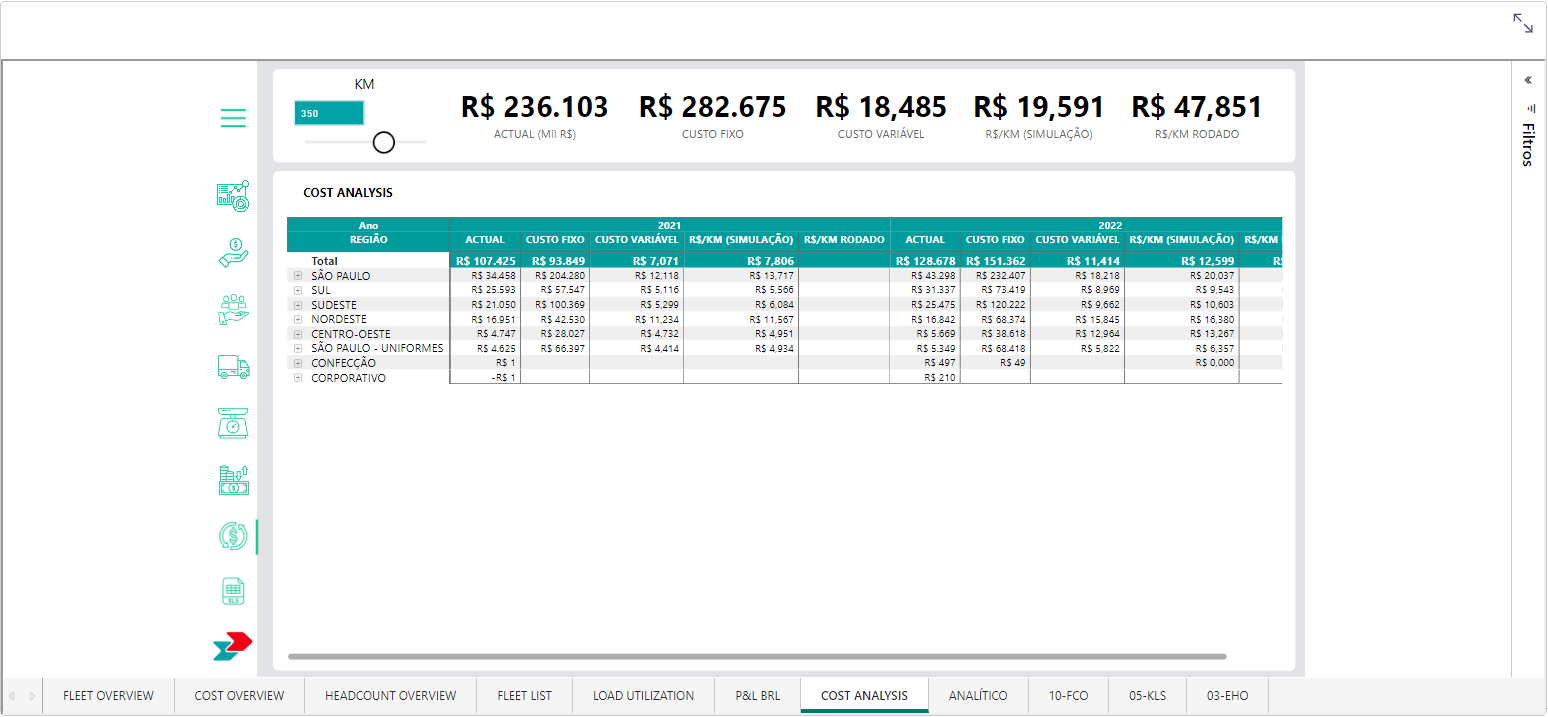 KM
350
R$ 236.103 R$ 282.675 R$ 18,485 R$ 19,591 R$ 47,851
ACTUAL (Mil R$) CUSTO FIXO CUSTO VARIÁVEL R$/KM (SIMULAÇÃO) R$/KM RODADO
Filtros
COST ANALYSIS
Ano 2021 2022
REGIÃO ACTUAL CUSTO FIXO CUSTO VARIÁVEL R$/KM (SIMULAÇÃO) R$/KM RODADO ACTUAL CUSTO FIXO CUSTO VARIÁVEL R$/KM (SIMULAÇÃO) R$/KM
Total R$ 107.425 R$ 93.849 R$ 7,071 R$ 7,806 R$ 128.678 R$ 151.362 R$ 11,414 R$ 12,599 R$
SÃO PAULO R$ 34.458 R$ 204.280 R$ 12,118 R$ 13,717 R$ 43.298 R$ 232.407 R$ 18,218 R$ 20,037
SUL R$ 25.593 R$ 57.547 R$ 5,116 R$ 5,566 R$ 31.337 R$ 73.419 R$ 8,969 R$ 9,543
SUDESTE R$ 21.050 R$ 100.369 R$ 5,299 R$ 6,084 R$ 25.475 R$ 120.222 R$ 9,662 R$ 10,603
NORDESTE R$ 16.951 R$ 42.530 R$ 11,234 R$ 11,567 R$ 16.842 R$ 68.374 R$ 15,845 R$ 16,380
CENTRO-OESTE R$ 4.747 R$ 28.027 R$ 4,732 R$ 4,951 R$ 5.669 R$ 38.618 R$ 12,964 R$ 13,267
SÃO PAULO - UNIFORMES R$ 4.625 R$ 66.397 R$ 4,414 R$ 4,934 R$ 5.349 R$ 68.418 R$ 5,822 R$ 6,357
CONFECÇÃO R$ 1 R$ 497 R$ 49 R$ 0,000
CORPORATIVO -R$ 1 R$ 210
XLS
FLEET OVERVIEW COST OVERVIEW HEADCOUNT OVERVIEW FLEET LIST LOAD UTILIZATION P&L BRL COST ANALYSIS ANALÍTICO 10-FCO 05-KLS 03-EHO